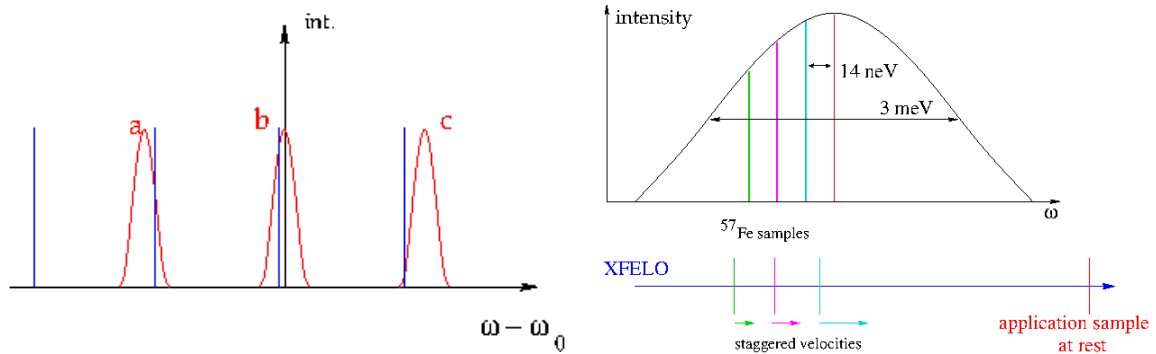 int.
a
b
c
ω − ω₀
intensity
14 neV
3 meV
ω
⁵⁷Fe samples
XFELO
staggered velocities
application sample
at rest